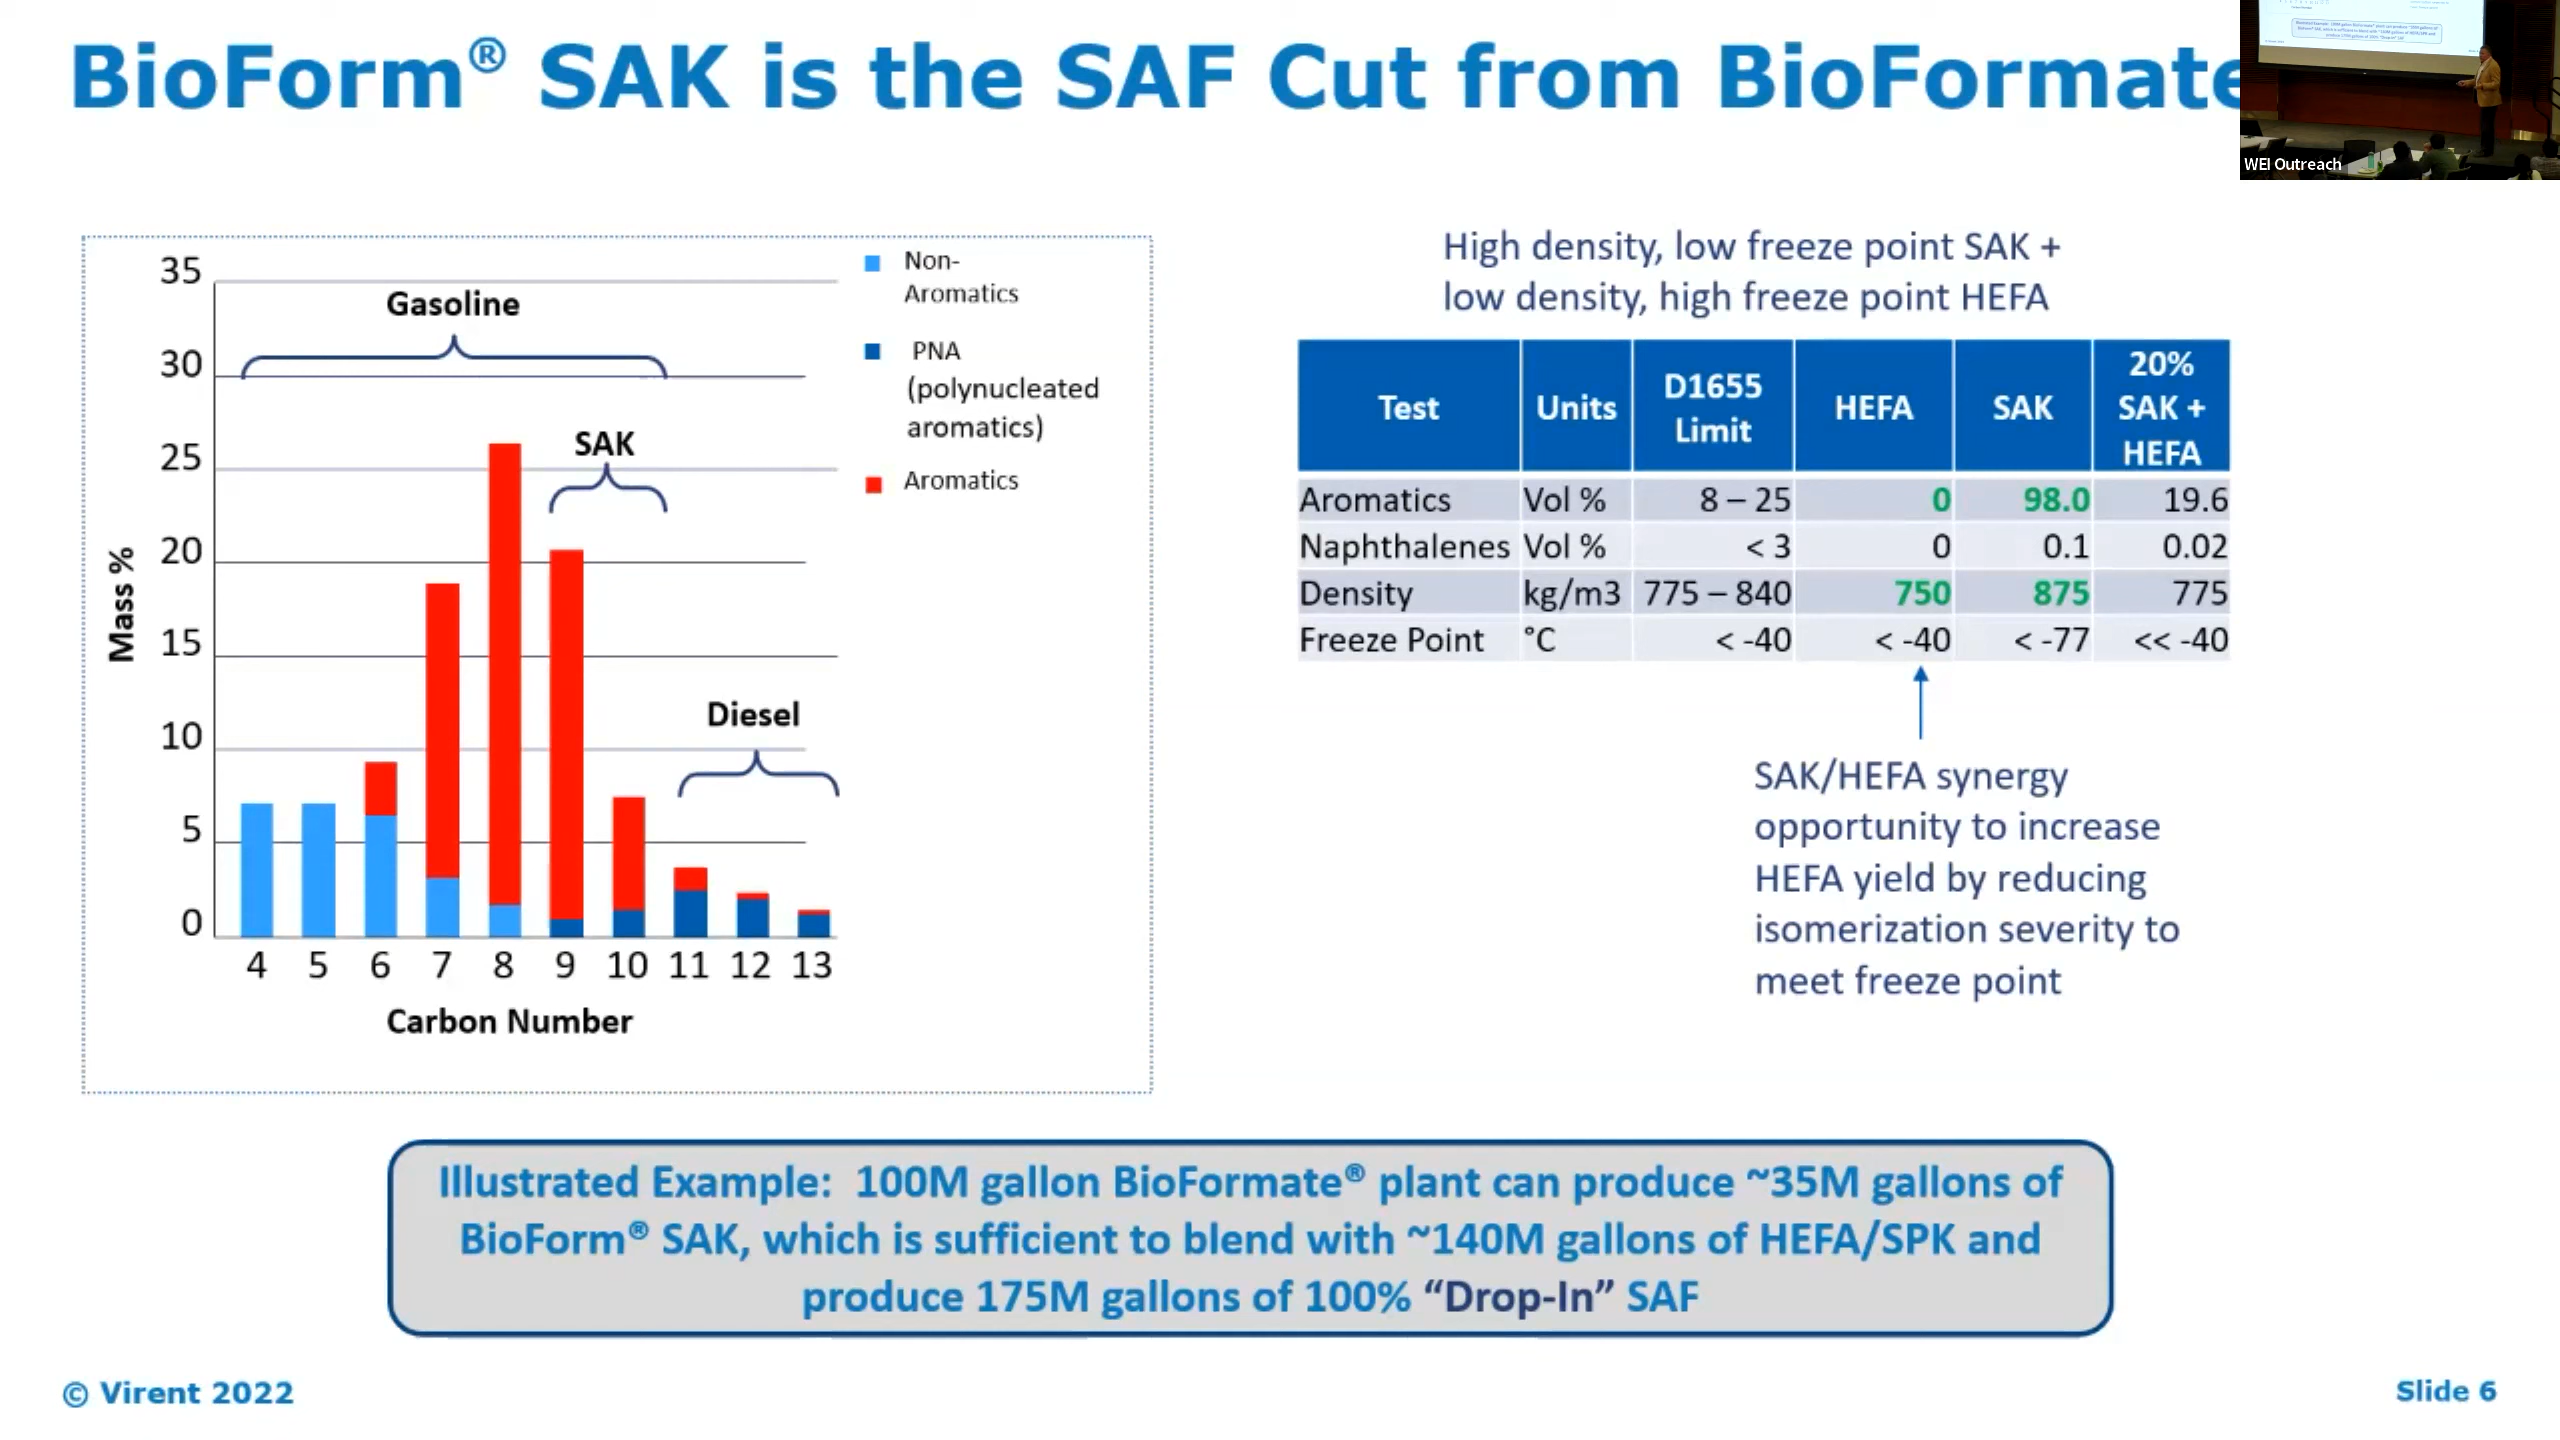 BioForm® SAK is the SAF Cut from BioFormate
WEI Outreach
35
30
25
20
15
10
5
0
Mass %
Gasoline
SAK
Diesel
4 5 6 7 8 9 10 11 12 13
Carbon Number
Non-
Aromatics
PNA
(polynucleated
aromatics)
Aromatics
High density, low freeze point SAK +
low density, high freeze point HEFA
Test Units D1655 Limit HEFA SAK 20% SAK + HEFA
Aromatics Vol % 8 – 25 0 98.0 19.6
Naphthalenes Vol % < 3 0 0.1 0.02
Density kg/m3 775 – 840 750 875 775
Freeze Point °C < -40 < -40 < -77 << -40
SAK/HEFA synergy
opportunity to increase
HEFA yield by reducing
isomerization severity to
meet freeze point
Illustrated Example: 100M gallon BioFormate® plant can produce ~35M gallons of
BioForm® SAK, which is sufficient to blend with ~140M gallons of HEFA/SPK and
produce 175M gallons of 100% “Drop-In” SAF
© Virent 2022
Slide 6